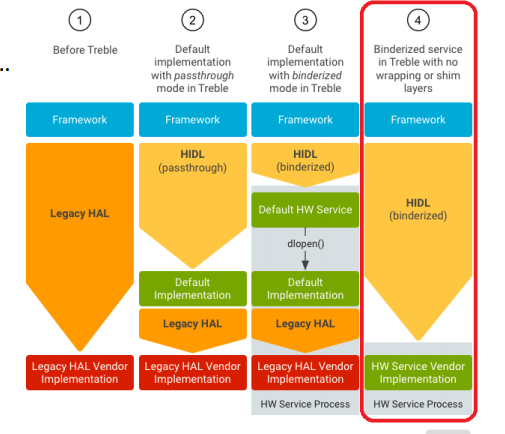 1
Before Treble
2
Default
implementation
with passthrough
mode in Treble
3
Default
implementation
with binderized
mode in Treble
4
Binderized service
in Treble with no
wrapping or shim
layers
..
Framework
Framework
Framework
Framework
Legacy HAL
HIDL
(passthrough)
HIDL
(binderized)
HIDL
(binderized)
Default HW Service
dlopen()
Default
Implementation
Default
Implementation
Legacy HAL
Legacy HAL
Legacy HAL Vendor
Implementation
Legacy HAL Vendor
Implementation
Legacy HAL Vendor
Implementation
HW Service Vendor
Implementation
HW Service Process
HW Service Process